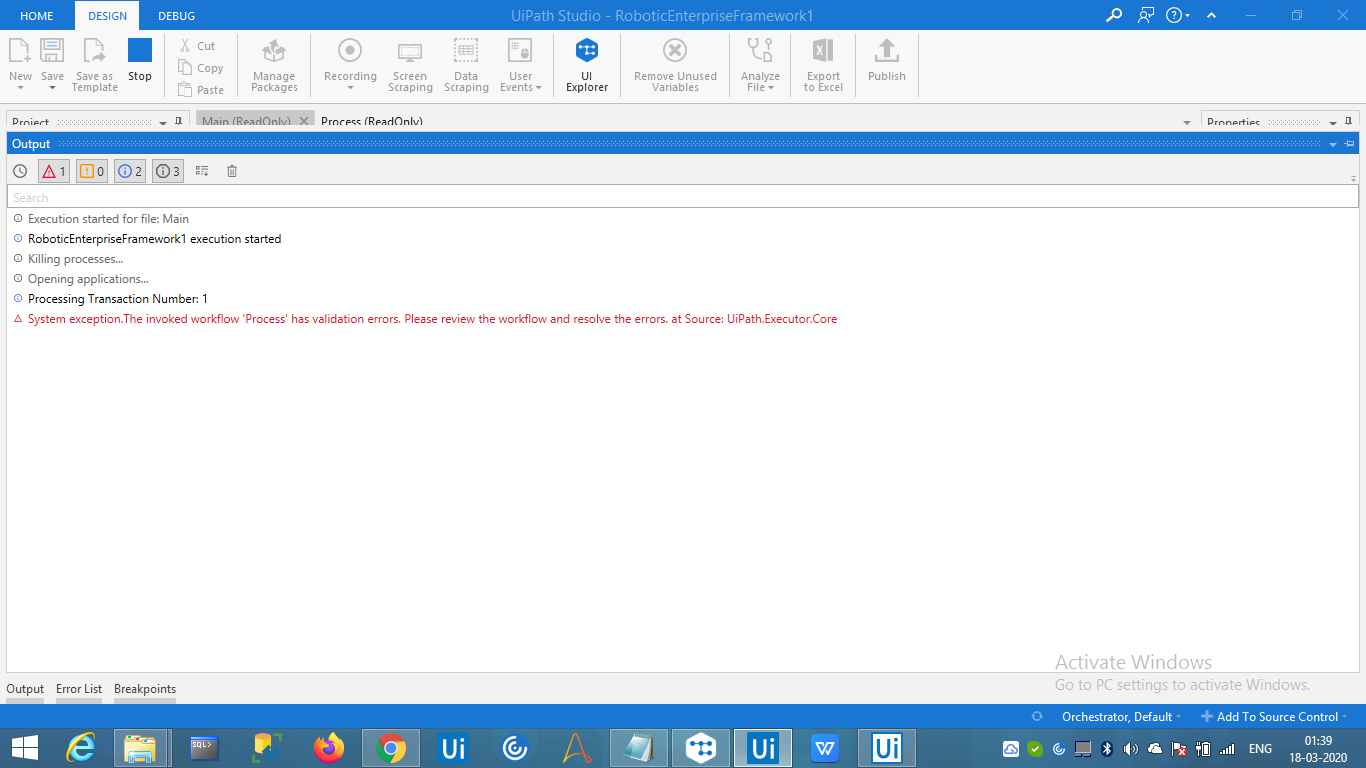 UiPath Studio - RoboticEnterpriseFramework1
HOME DESIGN DEBUG
New Save Save as Template Stop
Cut
Copy
Paste
Manage Packages
Recording
Screen Scraping
Data Scraping
User Events
UI Explorer
Remove Unused Variables
Analyze File
Export to Excel
Publish
Project Main (ReadOnly) Process (ReadOnly) Properties
Output
1 0 2 3
Search
Execution started for file: Main
RoboticEnterpriseFramework1 execution started
Killing processes...
Opening applications...
Processing Transaction Number: 1
System exception.The invoked workflow 'Process' has validation errors. Please review the workflow and resolve the errors. at Source: UiPath.Executor.Core
Activate Windows
Go to PC settings to activate Windows.
Output Error List Breakpoints
Orchestrator, Default Add To Source Control
SQL> Ui Ui W Ui ENG 01:39
18-03-2020